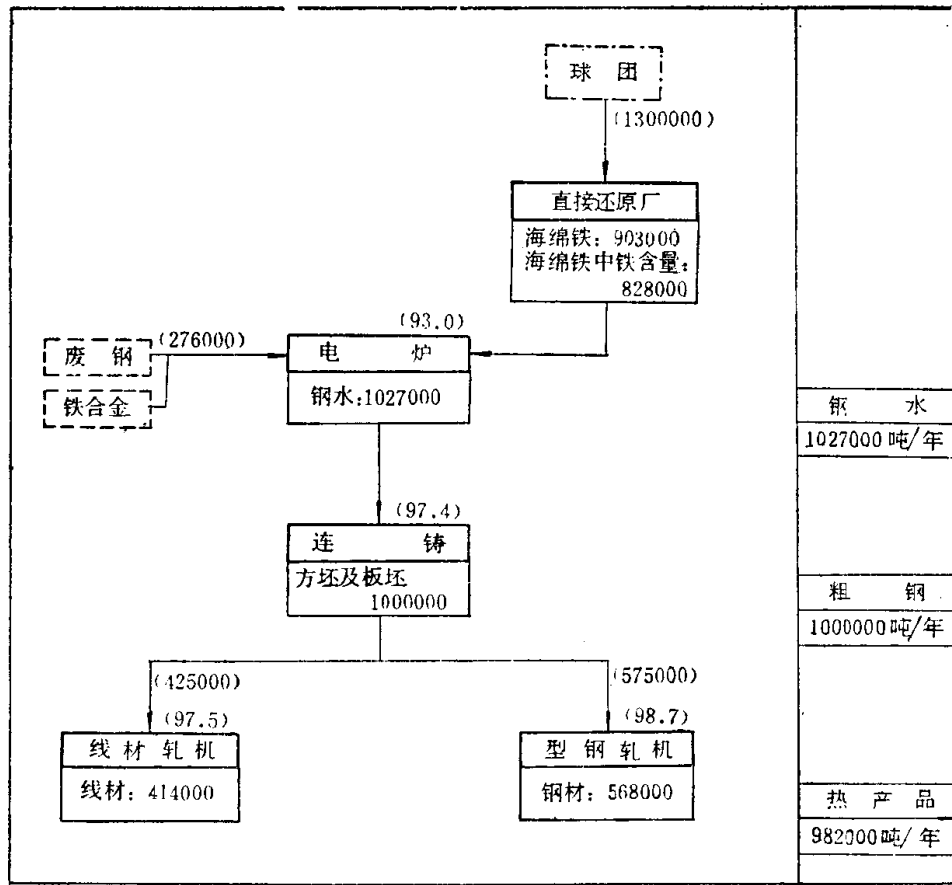 球 团
(1300000)
直接还原厂
海绵铁: 903000
海绵铁中铁含量:
828000
(93.0)
废 钢
(276000)
电 炉
铁合金
钢水:1027000
钢 水
1027000吨/年
(97.4)
连 铸
方坯及板坯
1000000
粗 钢
1000000吨/年
(425000)
(575000)
(97.5)
(98.7)
线材轧机
型钢轧机
线材: 414000
钢材: 568000
热产品
982000吨/年